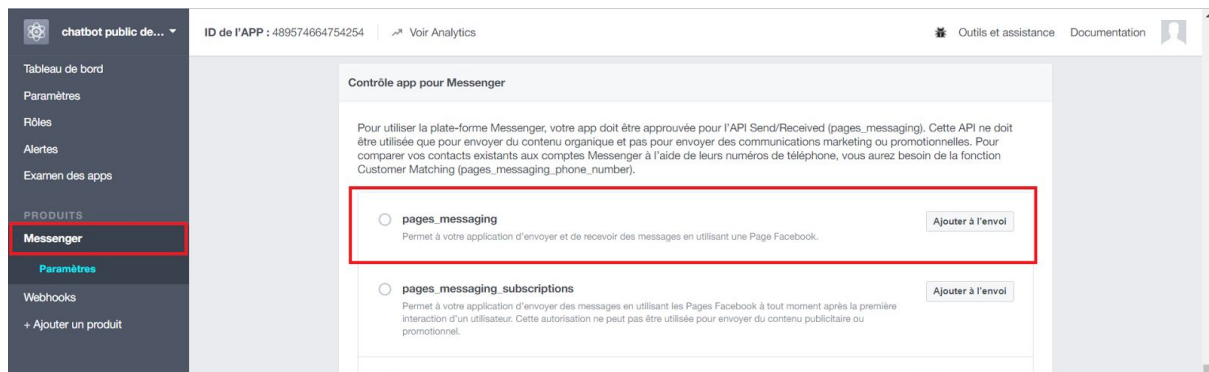 chatbot public de...
ID de l'APP : 489574664754254
Voir Analytics
Outils et assistance
Documentation
Tableau de bord
Paramètres
Rôles
Alertes
Examen des apps
PRODUITS
Messenger
Paramètres
Webhooks
+ Ajouter un produit
Contrôle app pour Messenger
Pour utiliser la plate-forme Messenger, votre app doit être approuvée pour l'API Send/Received (pages_messaging). Cette API ne doit
être utilisée que pour envoyer du contenu organique et pas pour envoyer des communications marketing ou promotionnelles. Pour
comparer vos contacts existants aux comptes Messenger à l'aide de leurs numéros de téléphone, vous aurez besoin de la fonction
Customer Matching (pages_messaging_phone_number).
pages_messaging
Ajouter à l'envoi
Permet à votre application d'envoyer et de recevoir des messages en utilisant une Page Facebook.
pages_messaging_subscriptions
Ajouter à l'envoi
Permet à votre application d'envoyer des messages en utilisant les Pages Facebook à tout moment après la première
interaction d'un utilisateur. Cette autorisation ne peut pas être utilisée pour envoyer du contenu publicitaire ou
promotionnel.